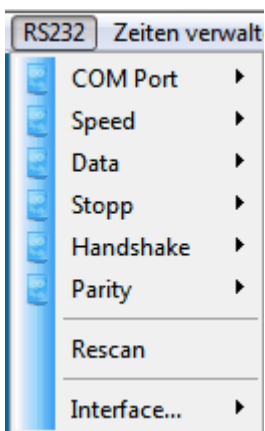 RS232 Zeiten verwalt
COM Port
Speed
Data
Stopp
Handshake
Parity
Rescan
Interface...